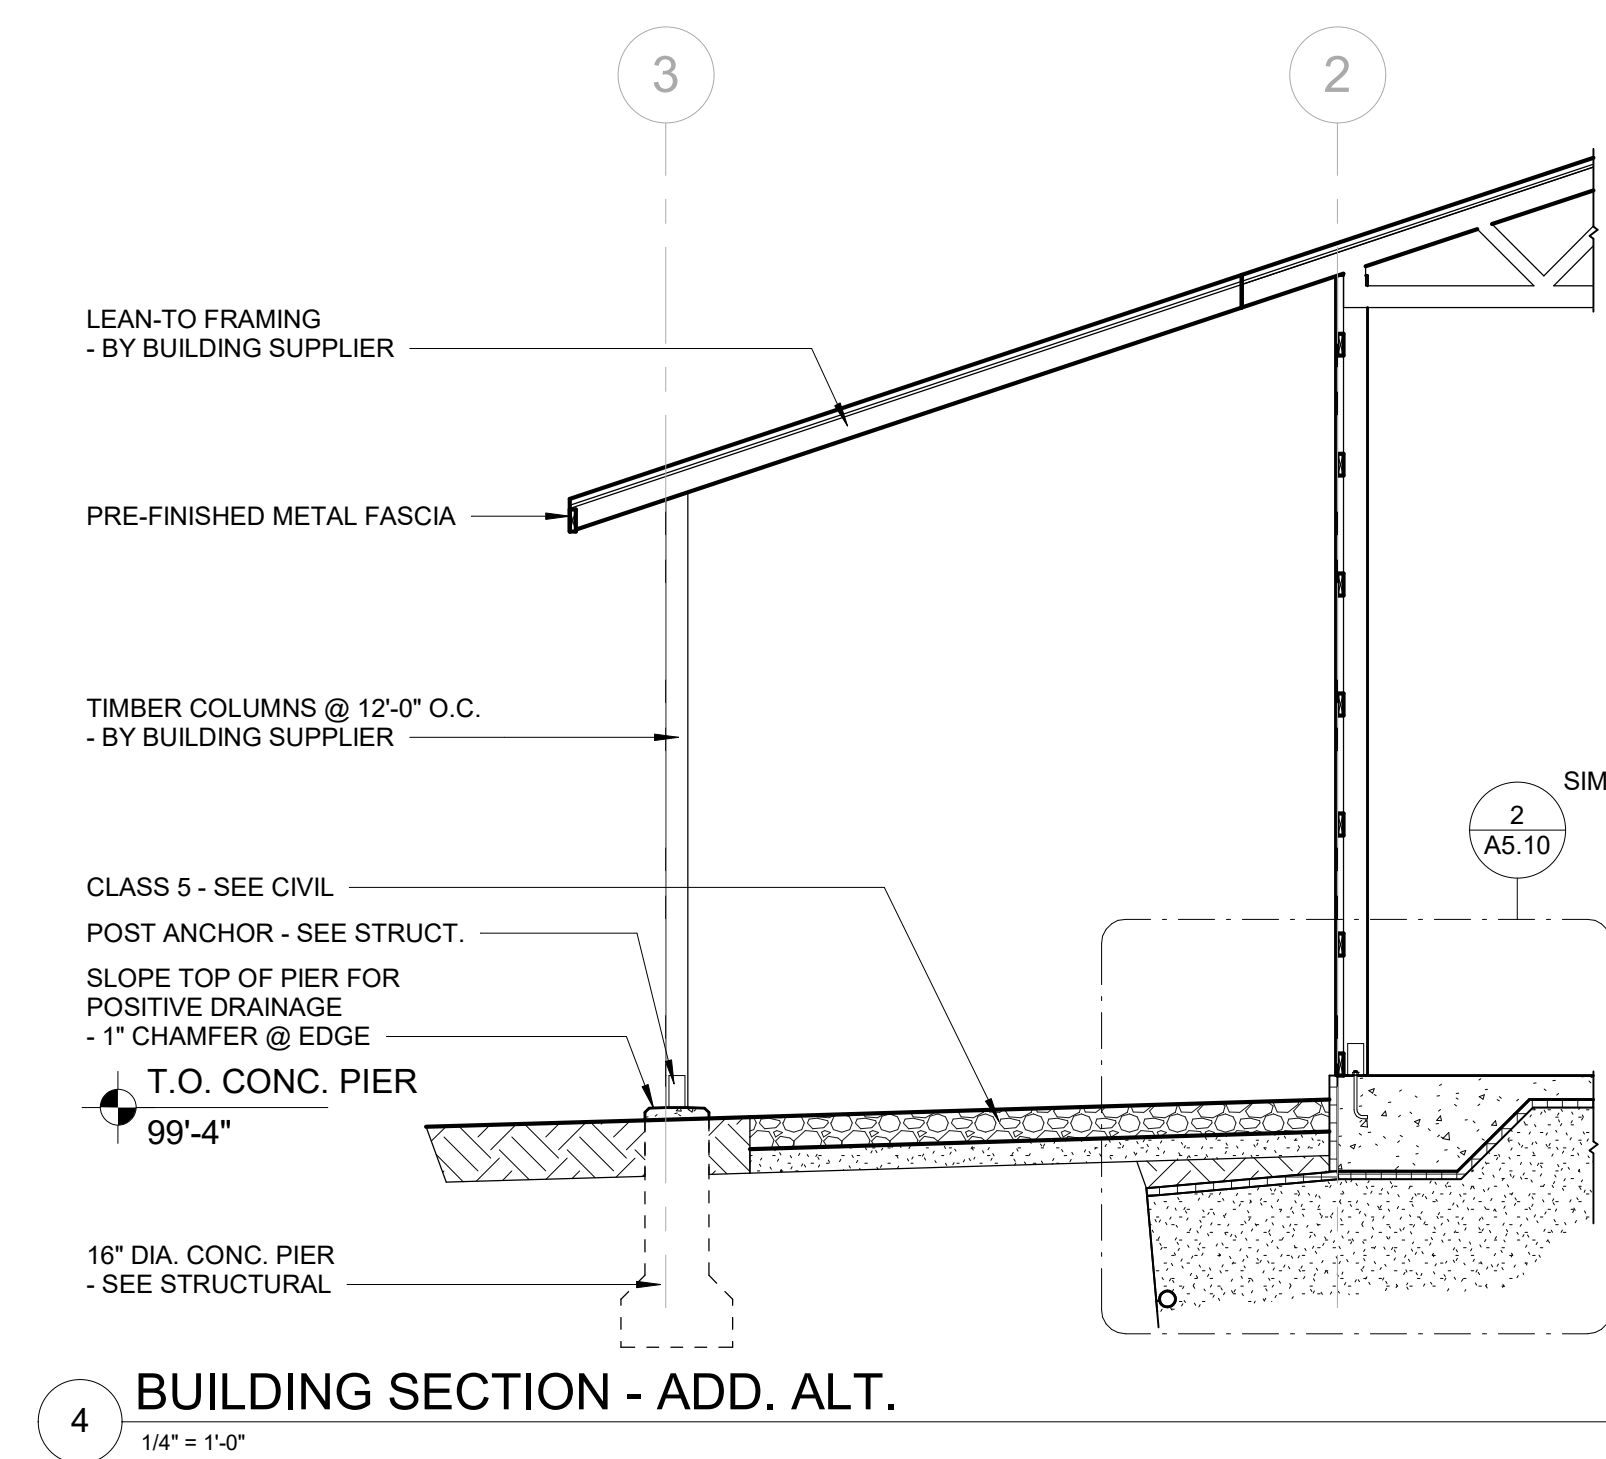 3
2
LEAN-TO FRAMING
- BY BUILDING SUPPLIER
PRE-FINISHED METAL FASCIA
TIMBER COLUMNS @ 12'-0" O.C.
- BY BUILDING SUPPLIER
SIM
2
A5.10
CLASS 5 - SEE CIVIL
POST ANCHOR - SEE STRUCT.
SLOPE TOP OF PIER FOR
POSITIVE DRAINAGE
- 1" CHAMFER @ EDGE
T.O. CONC. PIER
99'-4"
16" DIA. CONC. PIER
- SEE STRUCTURAL
4
BUILDING SECTION - ADD. ALT.
1/4" = 1'-0"